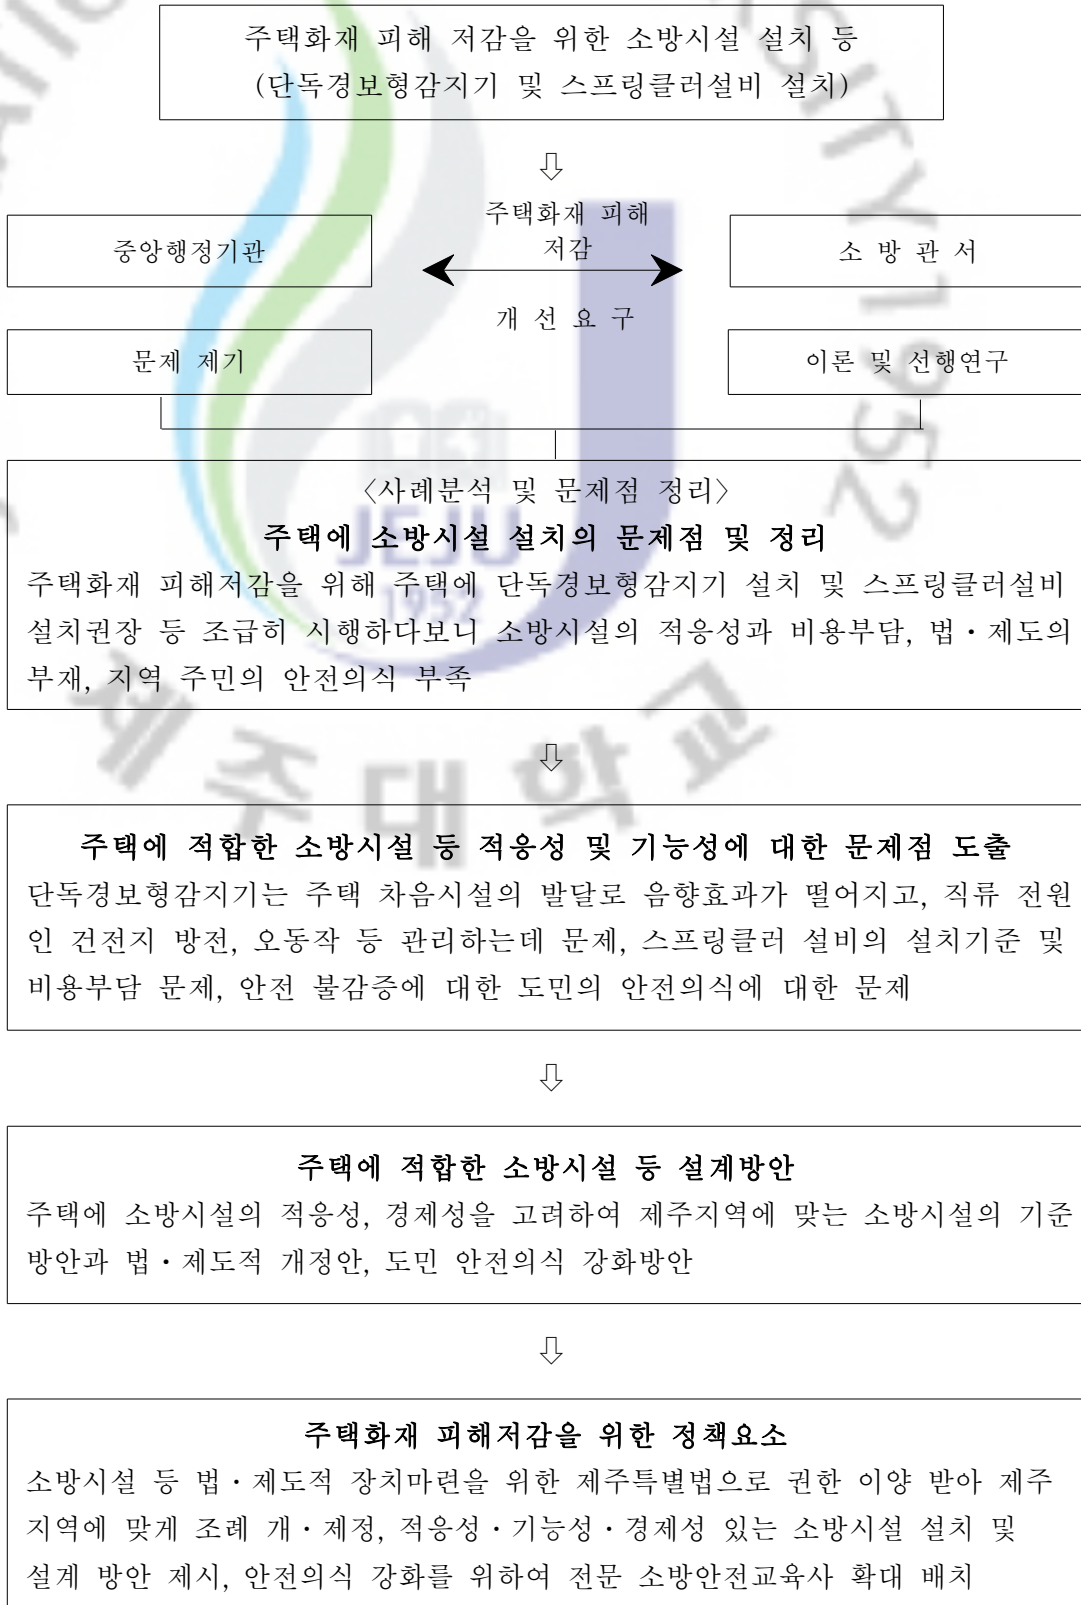 주택화재 피해 저감을 위한 소방시설 설치 등
(단독경보형감지기 및 스프링클러설비 설치)
⇩
중앙행정기관
주택화재 피해
저감
소 방 관 서
개 선 요 구
문제 제기
이론 및 선행연구
〈사례분석 및 문제점 정리〉
주택에 소방시설 설치의 문제점 및 정리
주택화재 피해저감을 위해 주택에 단독경보형감지기 설치 및 스프링클러설비
설치권장 등 조급히 시행하다보니 소방시설의 적응성과 비용부담, 법・제도의
부재, 지역 주민의 안전의식 부족
⇩
주택에 적합한 소방시설 등 적응성 및 기능성에 대한 문제점 도출
단독경보형감지기는 주택 차음시설의 발달로 음향효과가 떨어지고, 직류 전원
인 건전지 방전, 오동작 등 관리하는데 문제, 스프링클러 설비의 설치기준 및
비용부담 문제, 안전 불감증에 대한 도민의 안전의식에 대한 문제
⇩
주택에 적합한 소방시설 등 설계방안
주택에 소방시설의 적응성, 경제성을 고려하여 제주지역에 맞는 소방시설의 기준
방안과 법・제도적 개정안, 도민 안전의식 강화방안
⇩
주택화재 피해저감을 위한 정책요소
소방시설 등 법・제도적 장치마련을 위한 제주특별법으로 권한 이양 받아 제주
지역에 맞게 조례 개・제정, 적응성・기능성・경제성 있는 소방시설 설치 및
설계 방안 제시, 안전의식 강화를 위하여 전문 소방안전교육사 확대 배치
JEJU
1952
제주대학교
1952